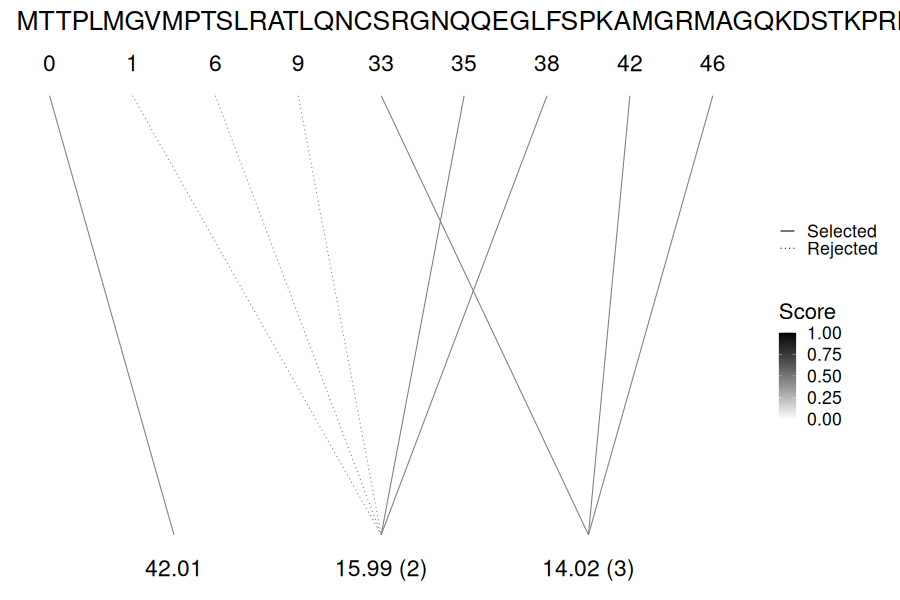 MTTPLMGVMPTSLRATLQNCSRGNQQEGLFSPKAMGRMAGQKDSTKPR
0 1 6 9 33 35 38 42 46
Selected
Rejected
Score
1.00
0.75
0.50
0.25
0.00
42.01 15.99 (2) 14.02 (3)